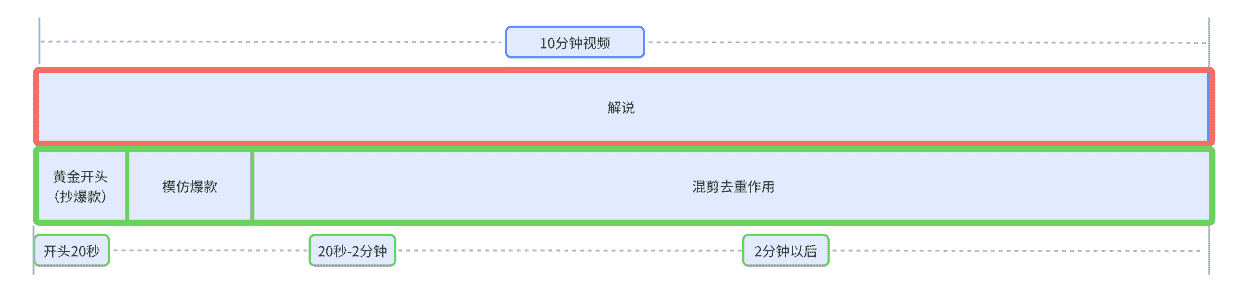 10分钟视频
解说
黄金开头
（抄爆款）
模仿爆款
混剪去重作用
开头20秒
20秒-2分钟
2分钟以后